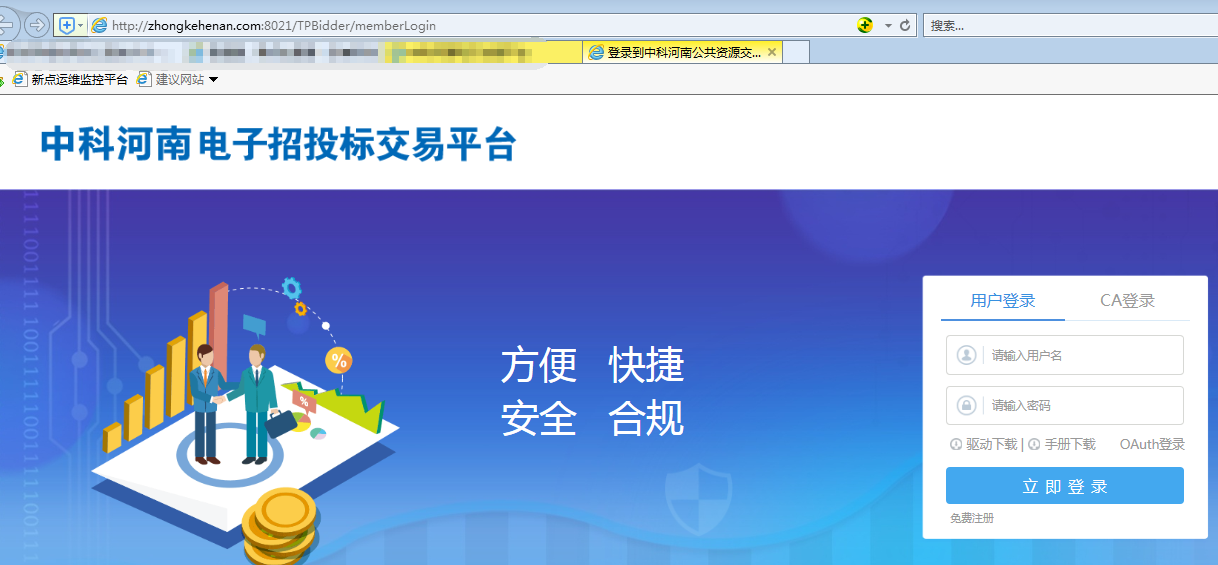 http://zhongkehenan.com:8021/TPBidder/memberLogin
搜索...
登录到中科河南公共资源交...
新点运维监控平台 建议网站
中科河南电子招投标交易平台
用户登录 CA登录
%
方便 快捷
请输入用户名
%
安全 合规
请输入密码
驱动下载 | 手册下载 OAuth登录
立即登录
免费注册